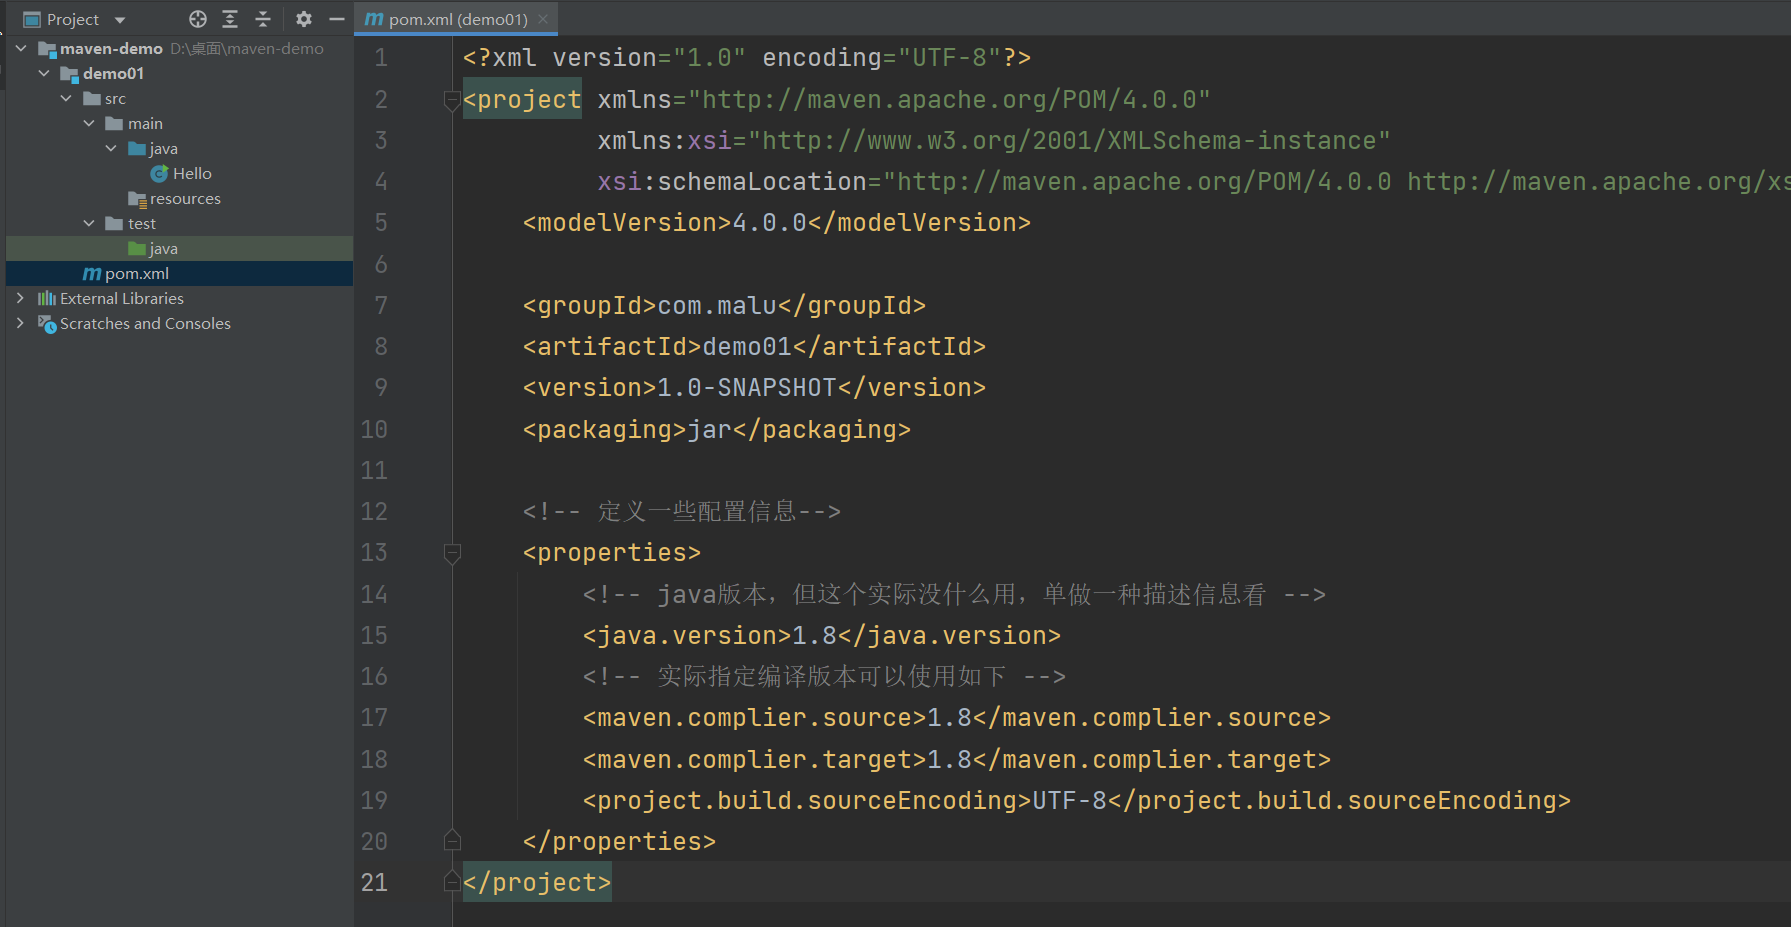 Project
pom.xml (demo01)
maven-demo D:\桌面\maven-demo
demo01
src
main
java
Hello
resources
test
java
pom.xml
External Libraries
Scratches and Consoles
1 <?xml version="1.0" encoding="UTF-8"?>
2 <project xmlns="http://maven.apache.org/POM/4.0.0"
3 xmlns:xsi="http://www.w3.org/2001/XMLSchema-instance"
4 xsi:schemaLocation="http://maven.apache.org/POM/4.0.0 http://maven.apache.org/xs
5 <modelVersion>4.0.0</modelVersion>
6
7 <groupId>com.malu</groupId>
8 <artifactId>demo01</artifactId>
9 <version>1.0-SNAPSHOT</version>
10 <packaging>jar</packaging>
11
12 <!-- 定义一些配置信息-->
13 <properties>
14 <!-- java版本，但这个实际没什么用，单做一种描述信息看 -->
15 <java.version>1.8</java.version>
16 <!-- 实际指定编译版本可以使用如下 -->
17 <maven.complier.source>1.8</maven.complier.source>
18 <maven.complier.target>1.8</maven.complier.target>
19 <project.build.sourceEncoding>UTF-8</project.build.sourceEncoding>
20 </properties>
21 </project>